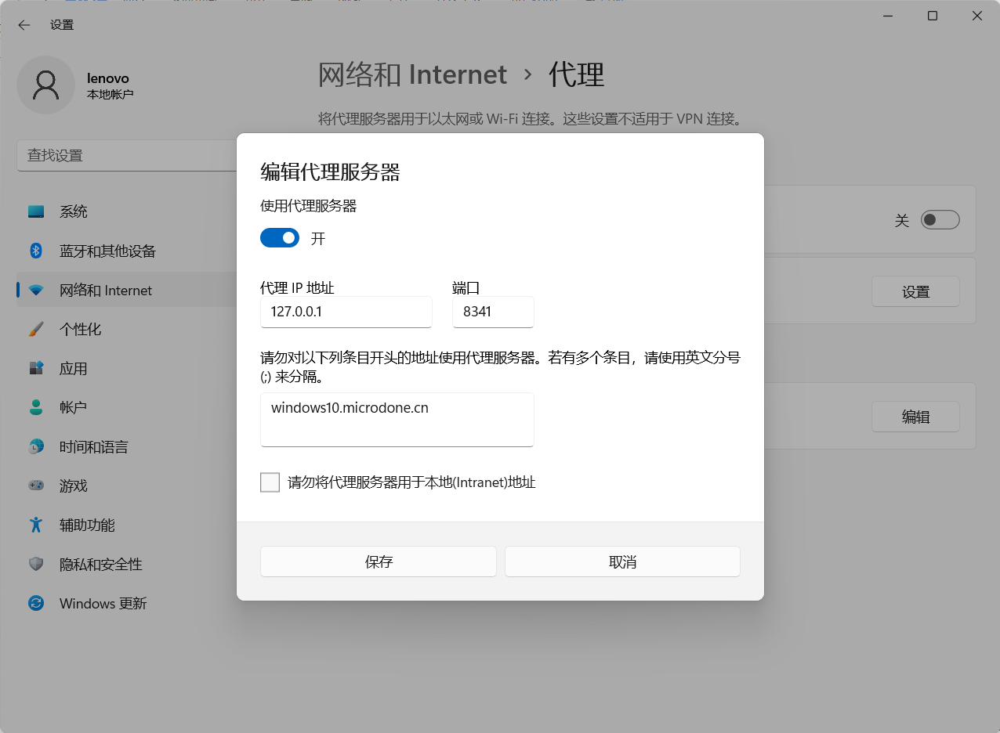 设置
lenovo
本地帐户
查找设置
系统
蓝牙和其他设备
网络和 Internet
个性化
应用
帐户
时间和语言
游戏
辅助功能
隐私和安全性
Windows 更新
网络和 Internet › 代理
将代理服务器用于以太网或 Wi-Fi 连接。这些设置不适用于 VPN 连接。
关
设置
编辑
编辑代理服务器
使用代理服务器
开
代理 IP 地址 端口
127.0.0.1 8341
请勿对以下列条目开头的地址使用代理服务器。若有多个条目，请使用英文分号
(;) 来分隔。
windows10.microdone.cn
请勿将代理服务器用于本地(Intranet)地址
保存 取消